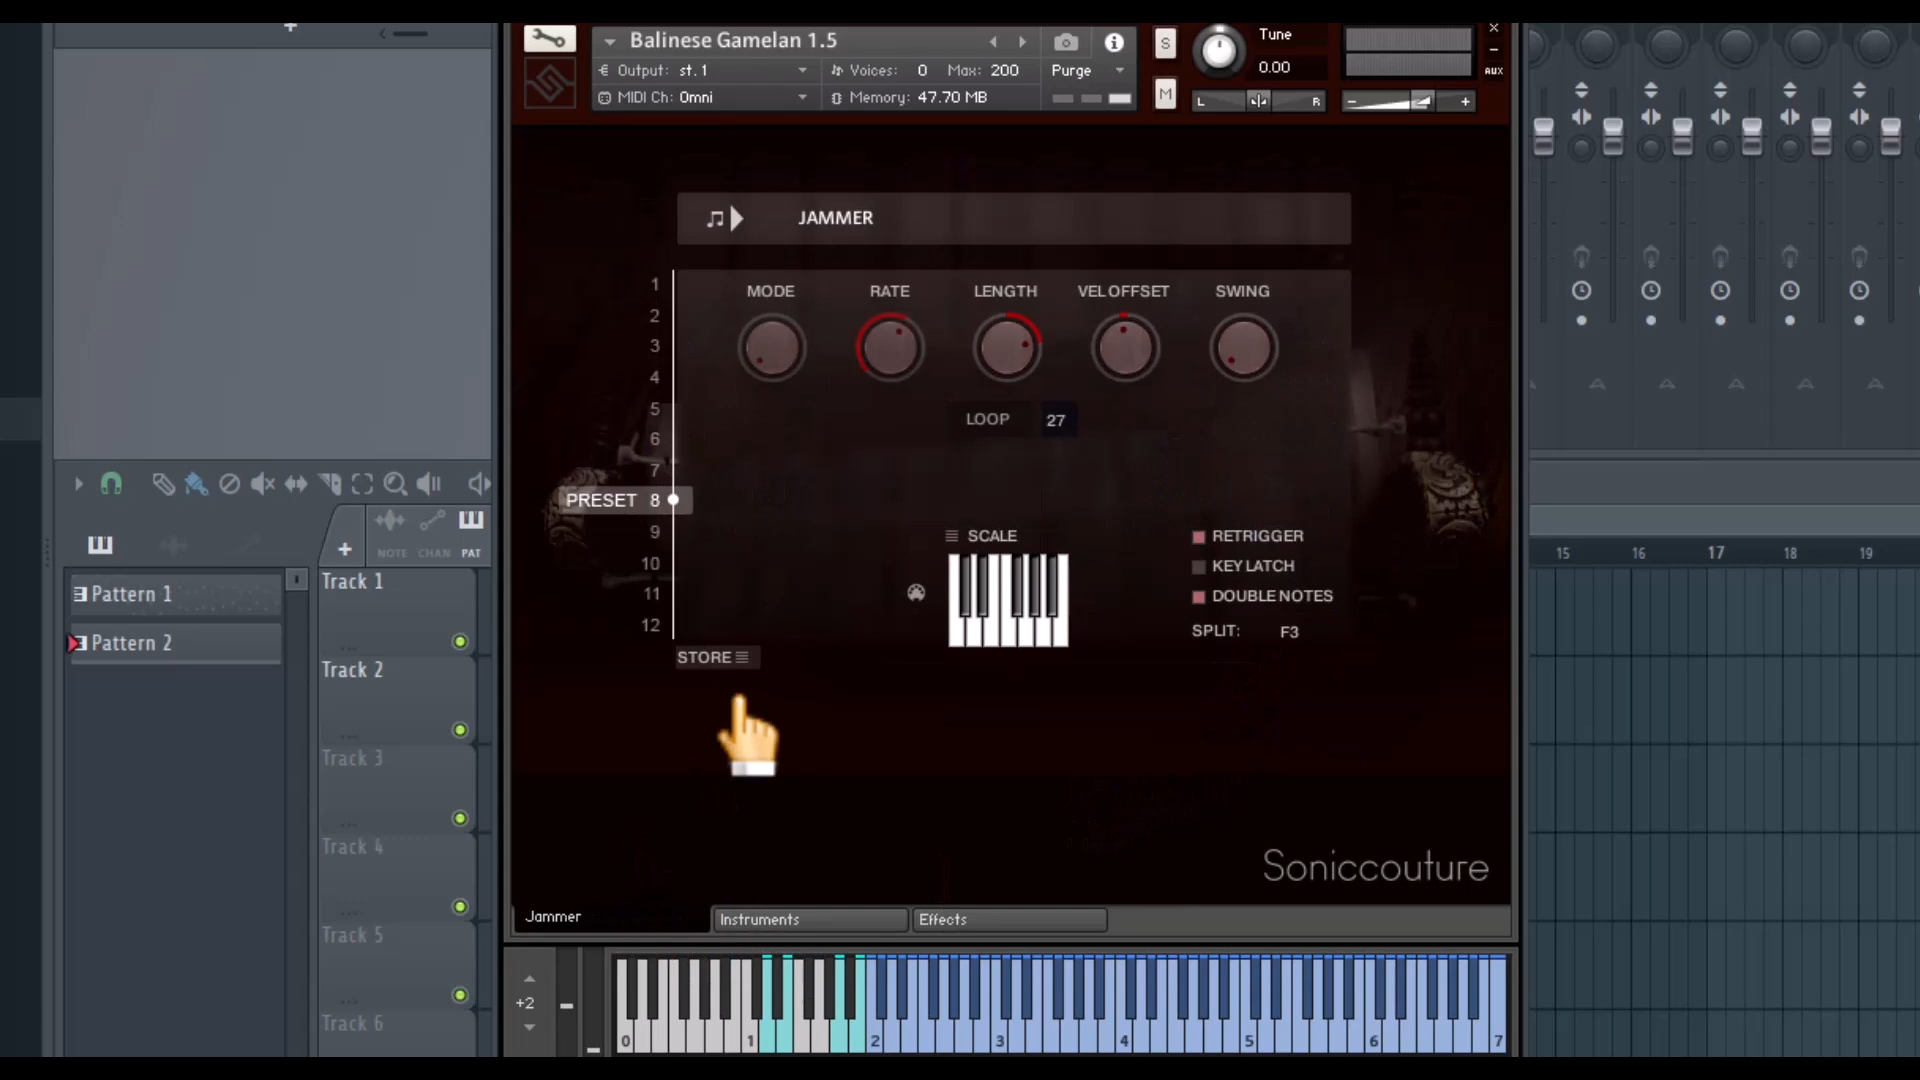 Balinese Gamelan 1.5
Output: st. 1
Voices: 0 Max: 200
Purge
MIDI Ch: Omni
Memory: 47.70 MB
S
M
Tune
0.00
L
R
AUX
JAMMER
MODE
RATE
LENGTH
VEL OFFSET
SWING
1
2
3
4
5
6
7
PRESET 8
9
10
11
12
LOOP 27
SCALE
RETRIGGER
KEY LATCH
DOUBLE NOTES
SPLIT: F3
STORE
Soniccouture
Jammer
Instruments
Effects
+2
0 1 2 3 4 5 6 7
NOTE CHAN PAT
Pattern 1
Pattern 2
Track 1
Track 2
Track 3
Track 4
Track 5
Track 6
15 16 17 18 19